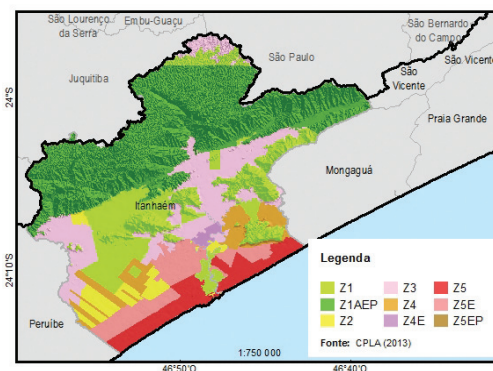 São Lourenço
da Serra
Embu-Guaçu
São Bernardo
do Campo
São Paulo
Juquitiba
São
Vicente
São Vicente
Praia Grande
Mongaguá
Itanhaém
Peruíbe
24°S
24°10'S
46°50'O
46°40'O
1:750 000
Legenda
Z1
Z1AEP
Z2
Z3
Z4
Z4E
Z5
Z5E
Z5EP
Fonte: CPLA (2013)